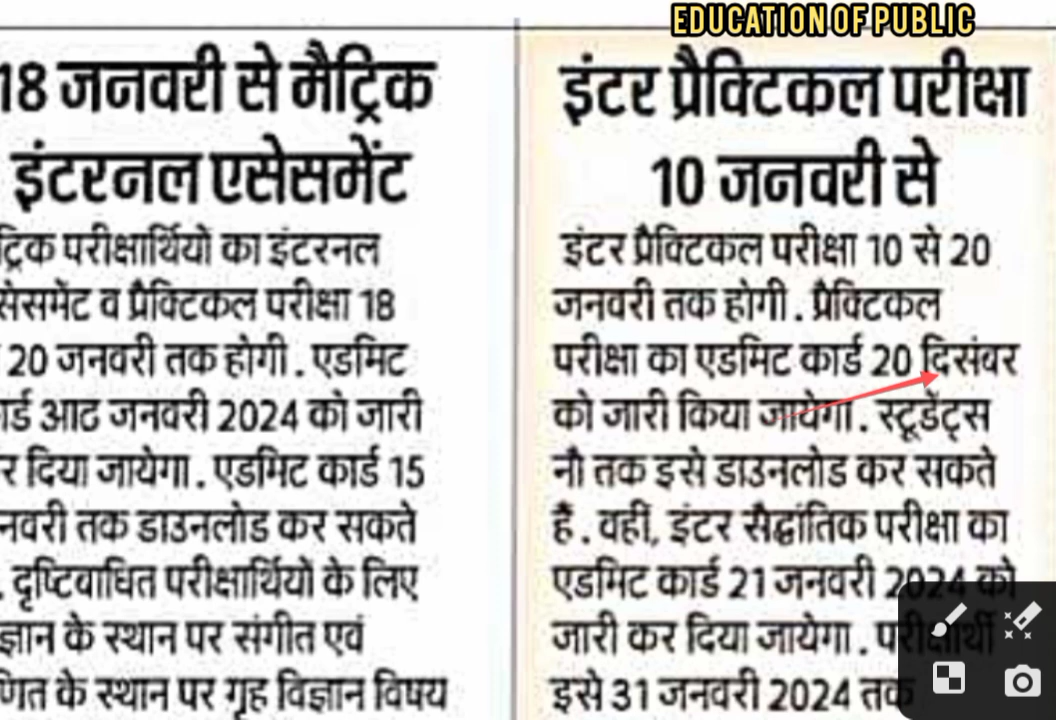 EDUCATION OF PUBLIC
18 जनवरी से मैट्रिक
इंटरनल एसेसमेंट
ट्रिक परीक्षार्थियों का इंटरनल
सेसमेंट व प्रैक्टिकल परीक्षा 18
20 जनवरी तक होगी. एडमिट
र्ड आठ जनवरी 2024 को जारी
र दिया जायेगा. एडमिट कार्ड 15
नवरी तक डाउनलोड कर सकते
. दृष्टिबाधित परीक्षार्थियों के लिए
ज्ञान के स्थान पर संगीत एवं
णित के स्थान पर गृह विज्ञान विषय
इंटर प्रैक्टिकल परीक्षा
10 जनवरी से
इंटर प्रैक्टिकल परीक्षा 10 से 20
जनवरी तक होगी. प्रैक्टिकल
परीक्षा का एडमिट कार्ड 20 दिसंबर
को जारी किया जायेगा. स्टूडेंट्स
नौ तक इसे डाउनलोड कर सकते
हैं. वहीं, इंटर सैद्धांतिक परीक्षा का
एडमिट कार्ड 21 जनवरी 2024 को
जारी कर दिया जायेगा. परीक्षार्थी
इसे 31 जनवरी 2024 तक